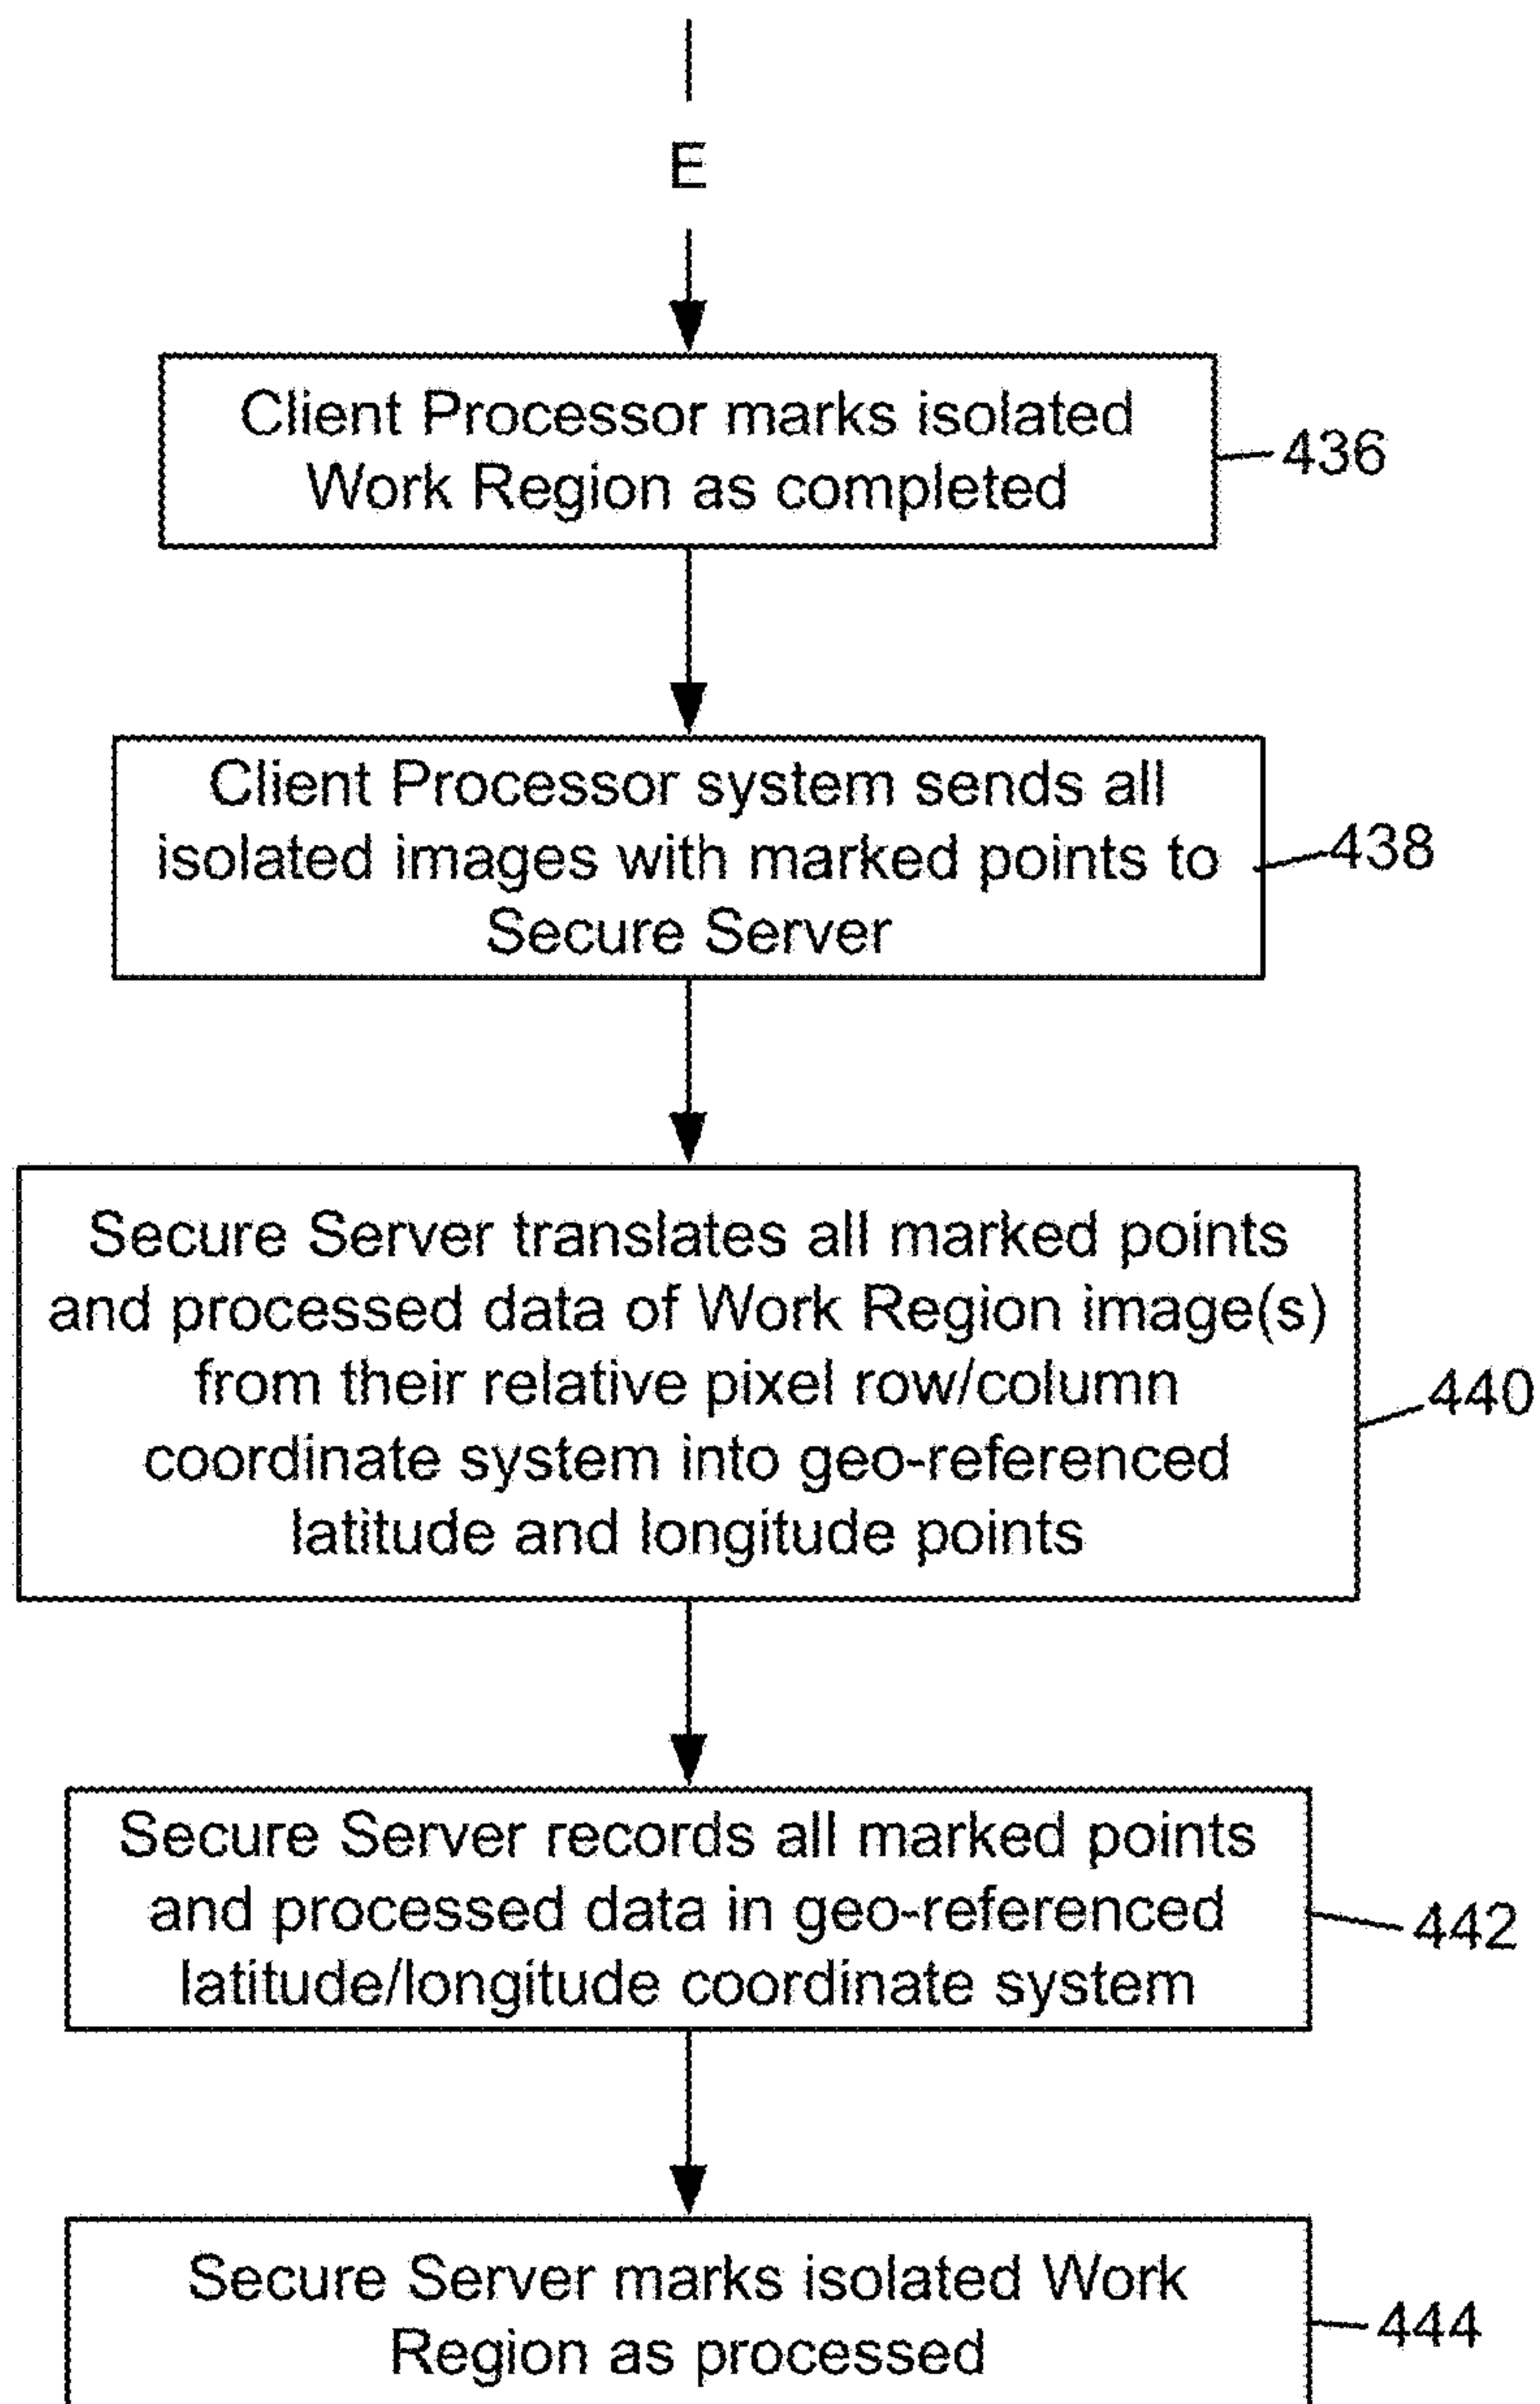 E
Client Processor marks isolated
Work Region as completed
436
Client Processor system sends all
isolated images with marked points to
Secure Server
438
Secure Server translates all marked points
and processed data of Work Region image(s)
from their relative pixel row/column
coordinate system into geo-referenced
latitude and longitude points
440
Secure Server records all marked points
and processed data in geo-referenced
latitude/longitude coordinate system
442
Secure Server marks isolated Work
Region as processed
444